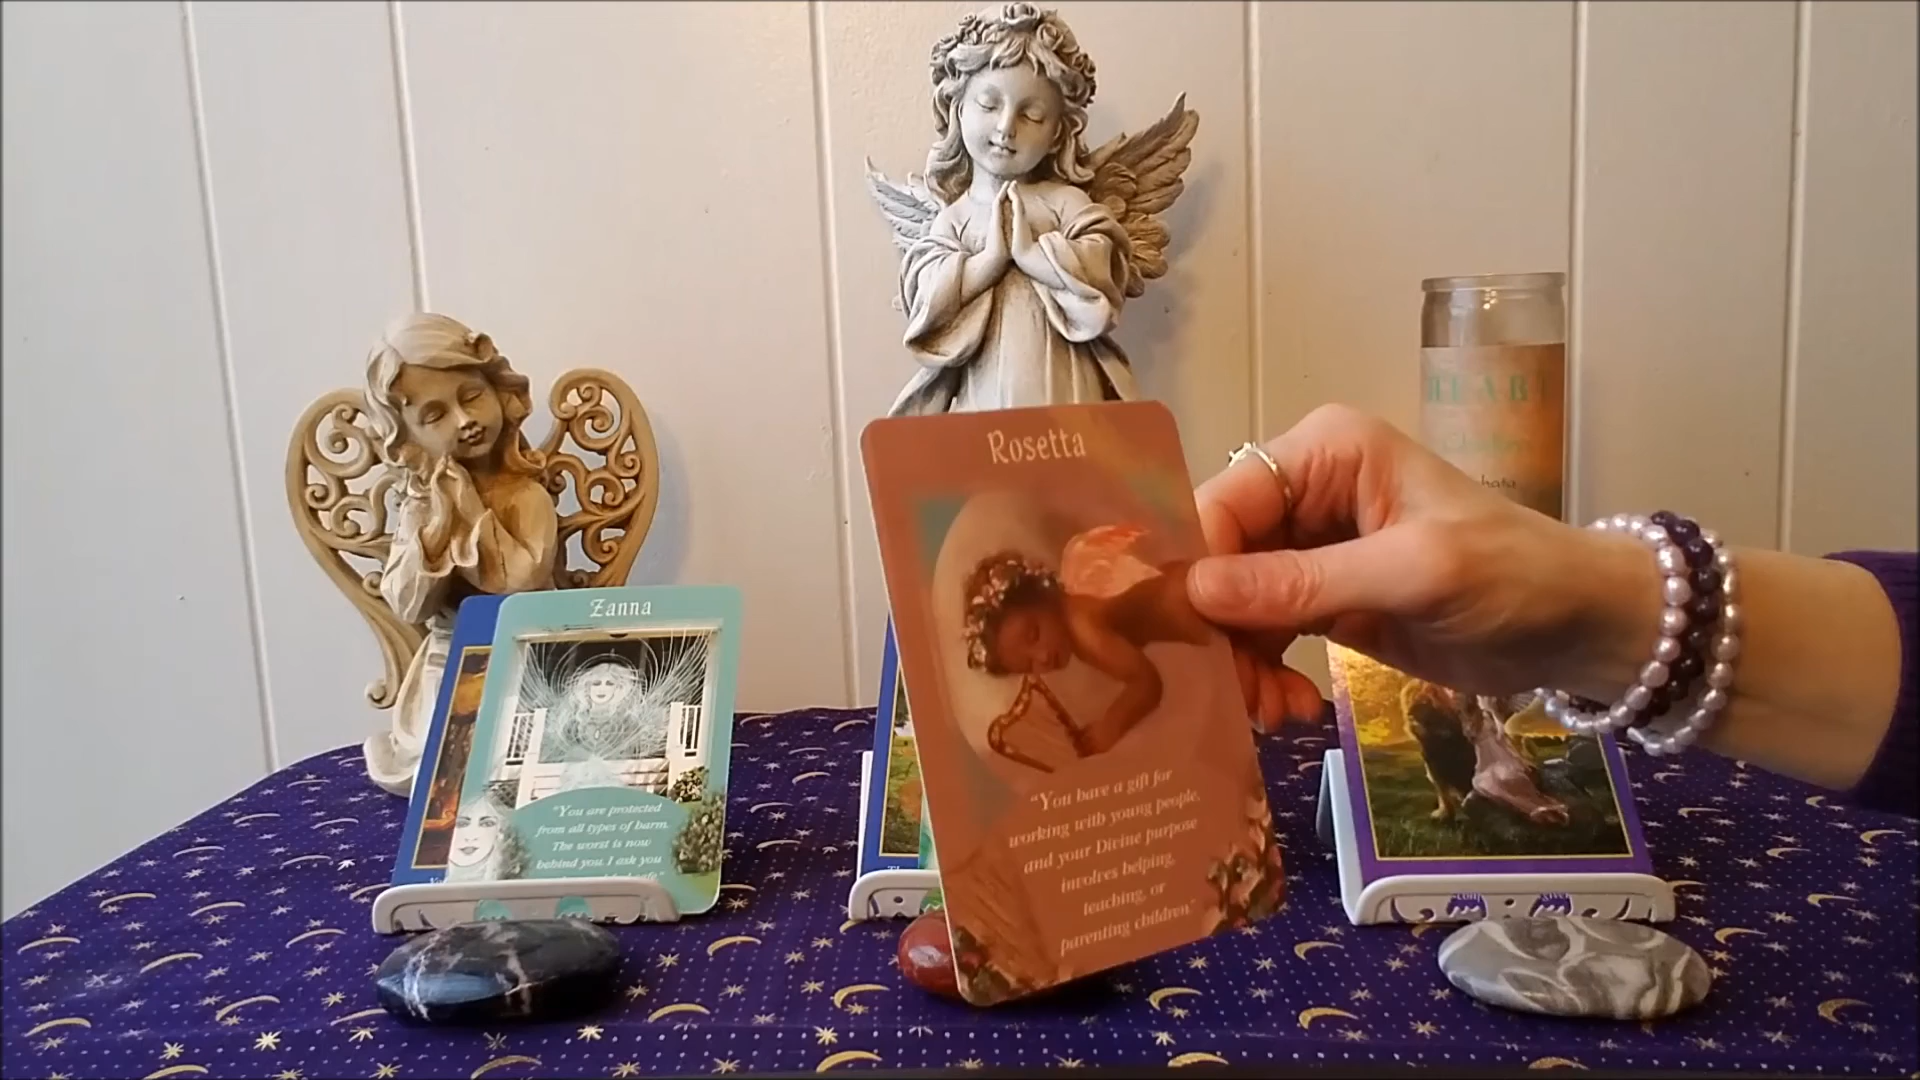 Zanna
"You are protected
from all types of harm.
The worst is now
behind you. I ask you
Rosetta
"You have a gift for
working with young people,
and your Divine purpose
involves helping,
teaching, or
parenting children."
HEART